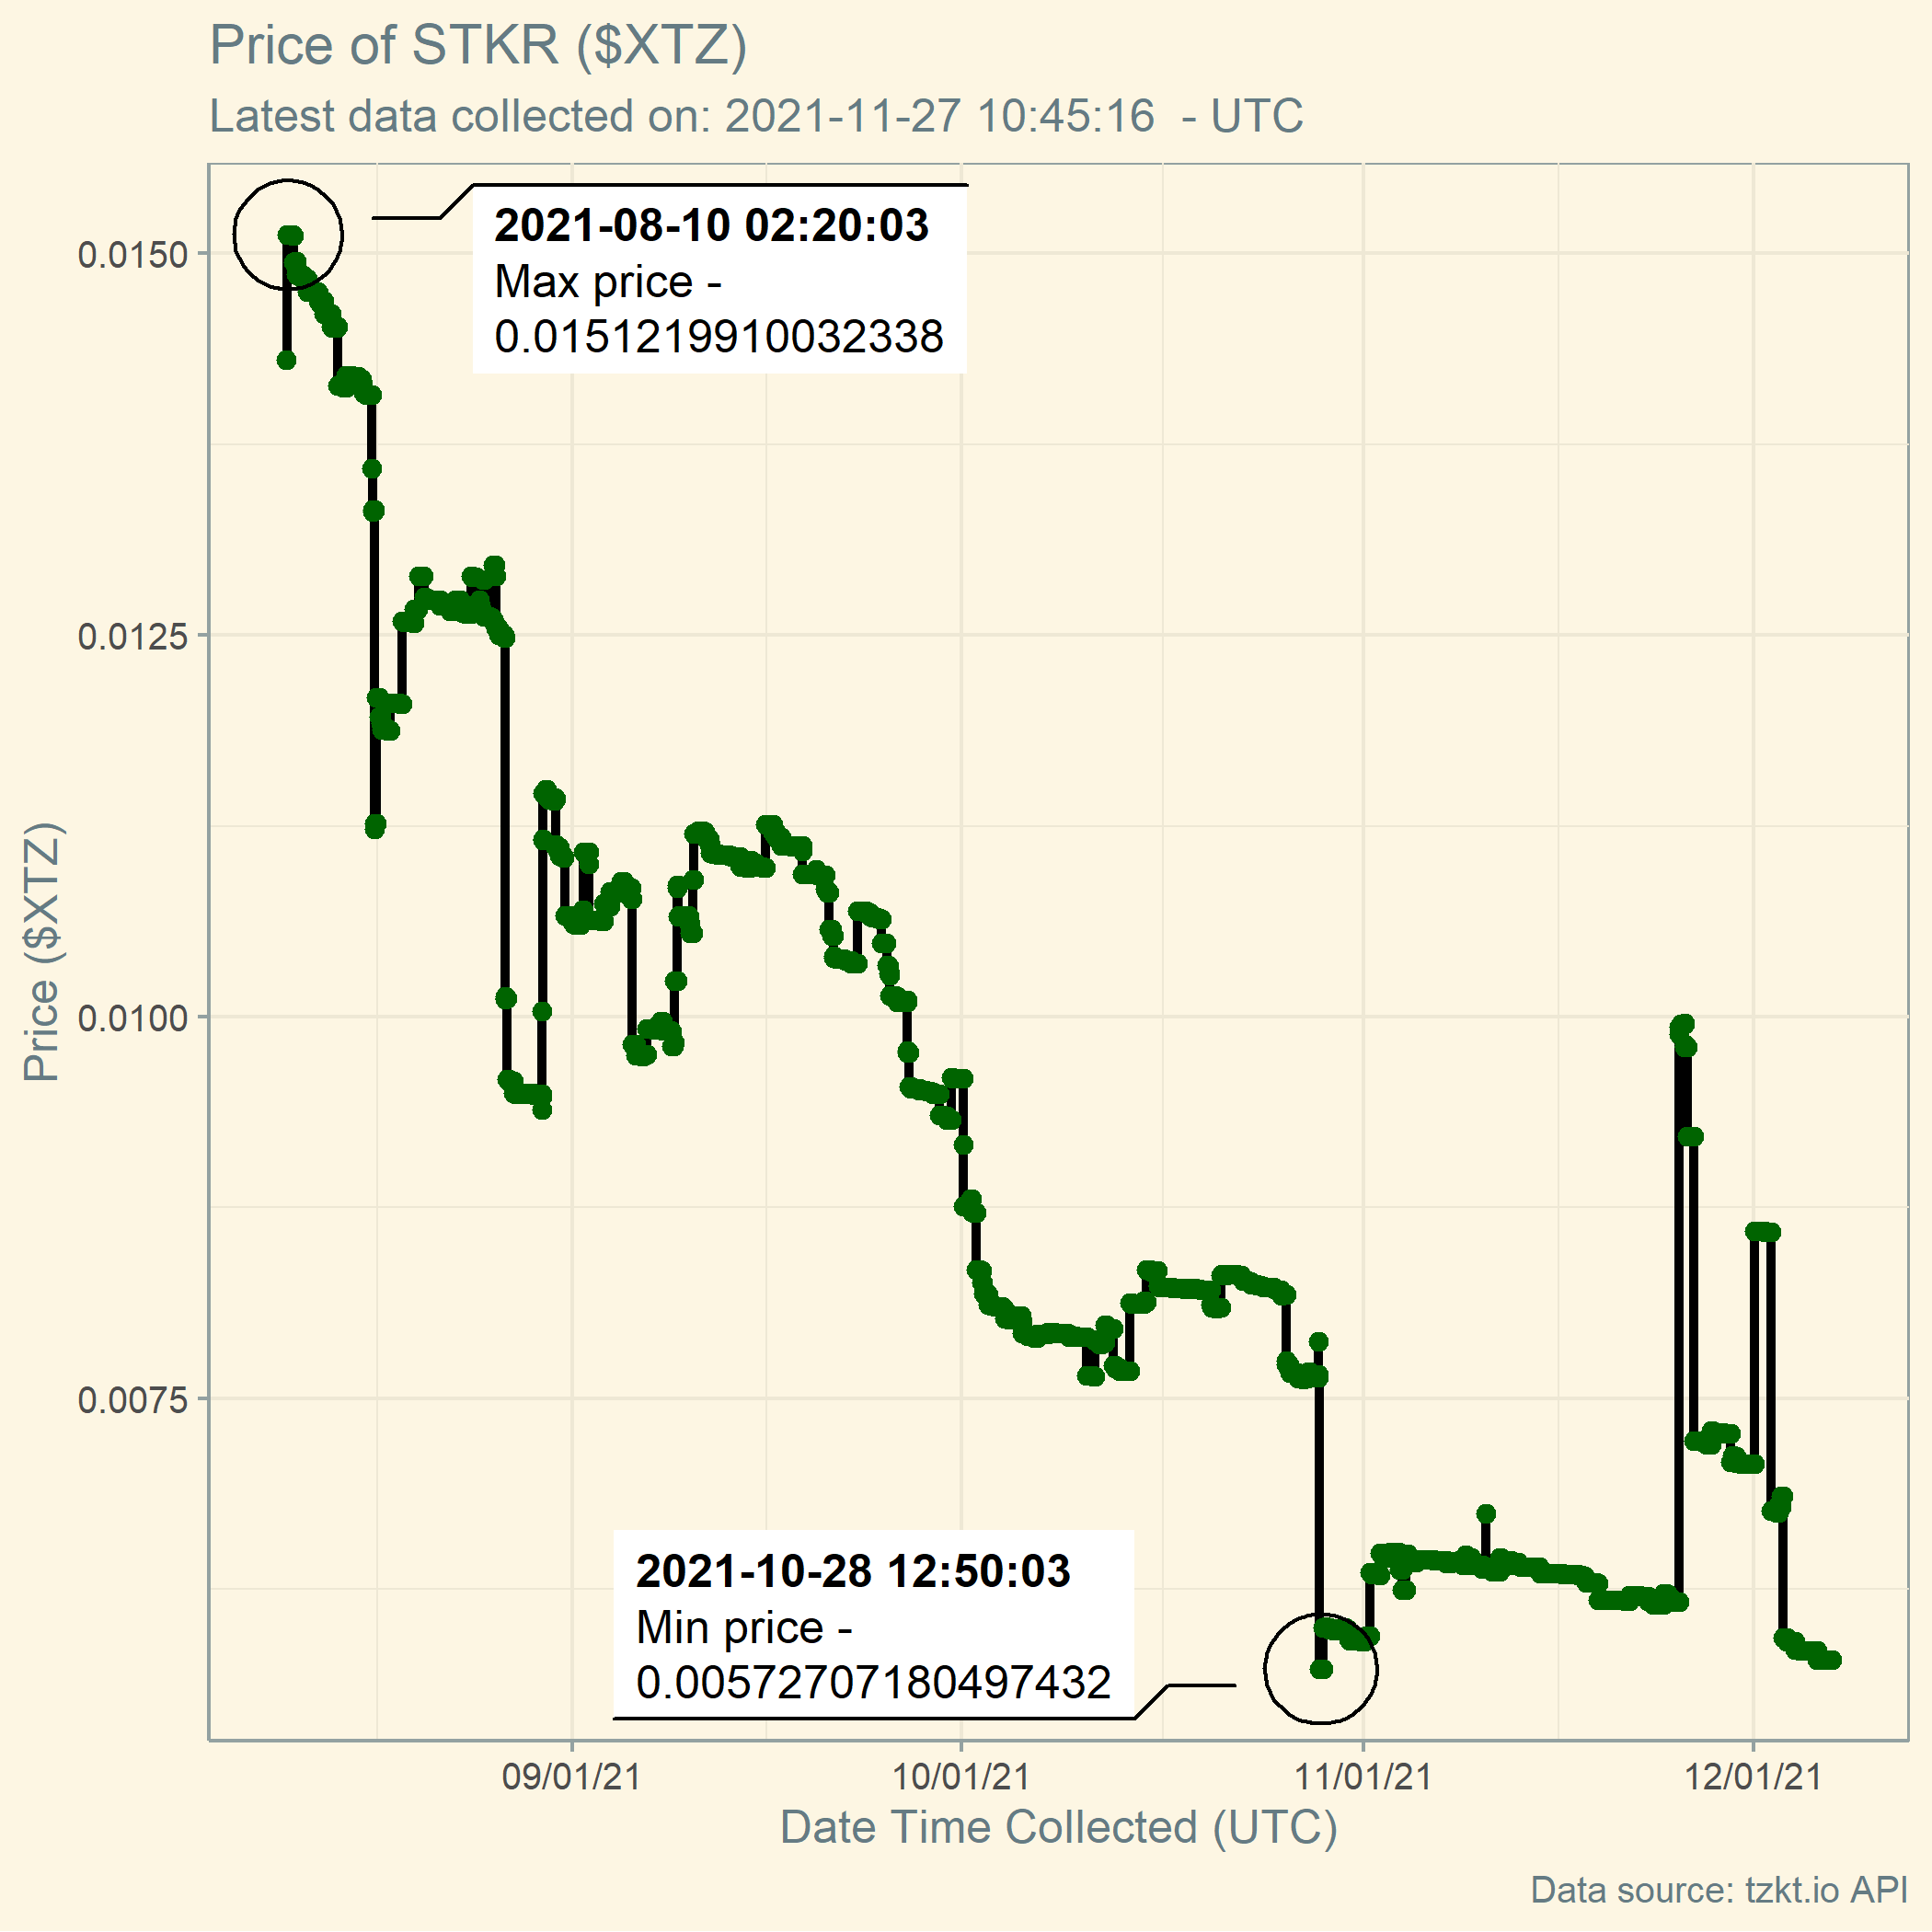 Price of STKR ($XTZ)
Latest data collected on: 2021-11-27 10:45:16  - UTC
2021-08-10 02:20:03
Max price -
0.0151219910032338
0.0150
0.0125
0.0100
0.0075
Price ($XTZ)
2021-10-28 12:50:03
Min price -
0.00572707180497432
09/01/21
10/01/21
11/01/21
12/01/21
Date Time Collected (UTC)
Data source: tzkt.io API